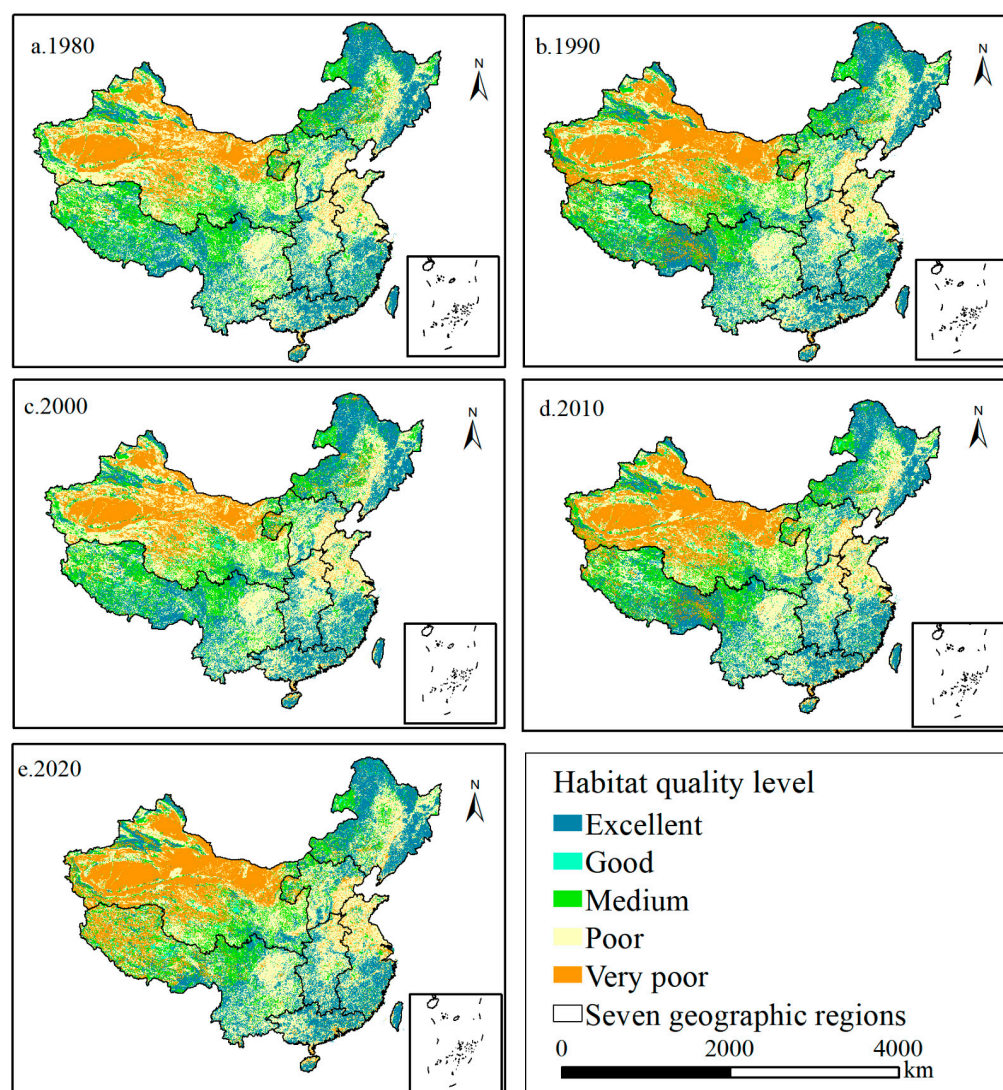 a.1980
N
b.1990
N
c.2000
N
d.2010
N
e.2020
N
Habitat quality level
Excellent
Good
Medium
Poor
Very poor
Seven geographic regions
0 2000 4000
km